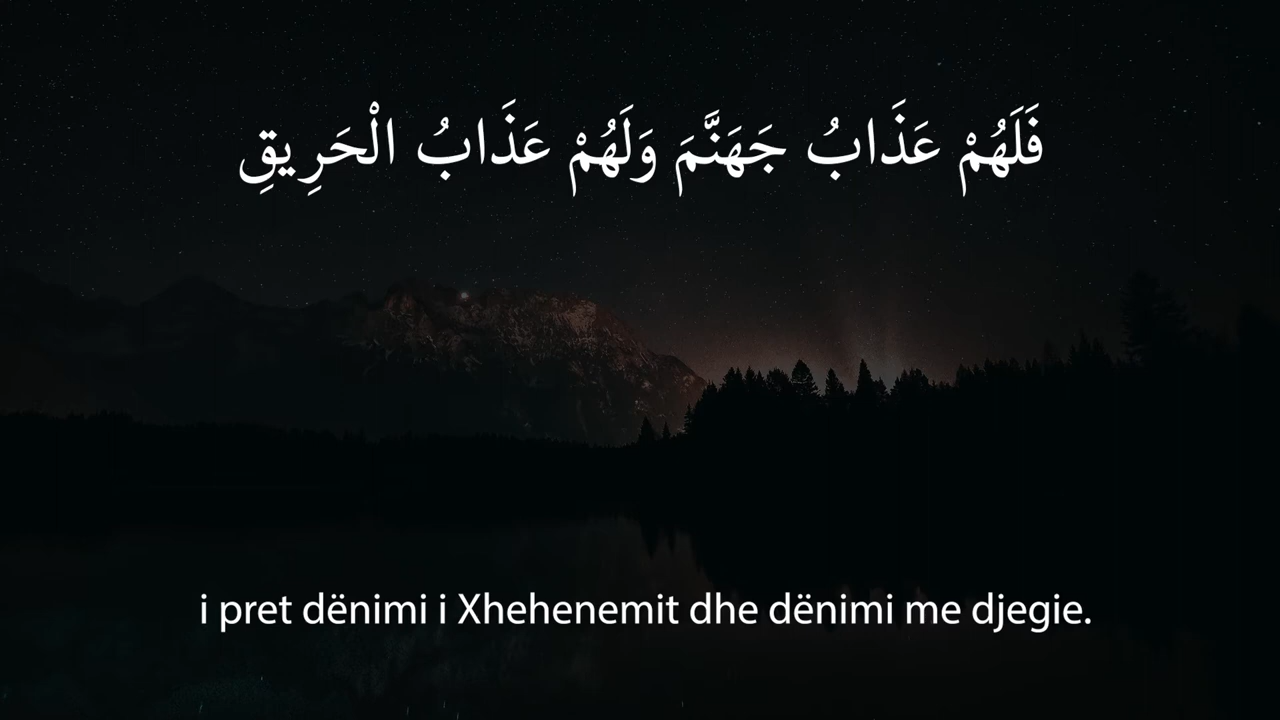 فَلَهُمْ عَذَابُ جَهَنَّمَ وَلَهُمْ عَذَابُ الْحَرِيقِ
i pret dënimi i Xhehenemit dhe dënimi me djegie.